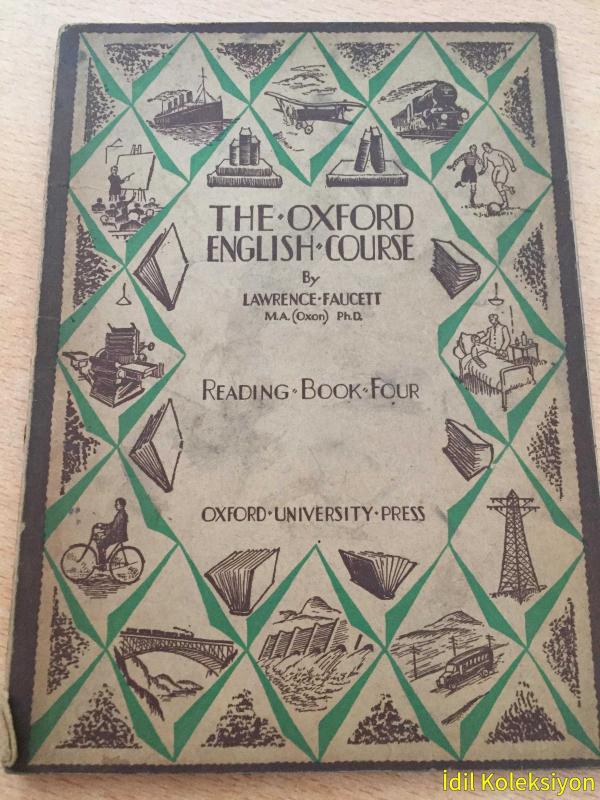 THE·OXFORD
ENGLISH·COURSE
By
LAWRENCE·FAUCETT
M.A. (Oxon) Ph.D.
READING·BOOK·FOUR
OXFORD·UNIVERSITY·PRESS
İdil Koleksiyon